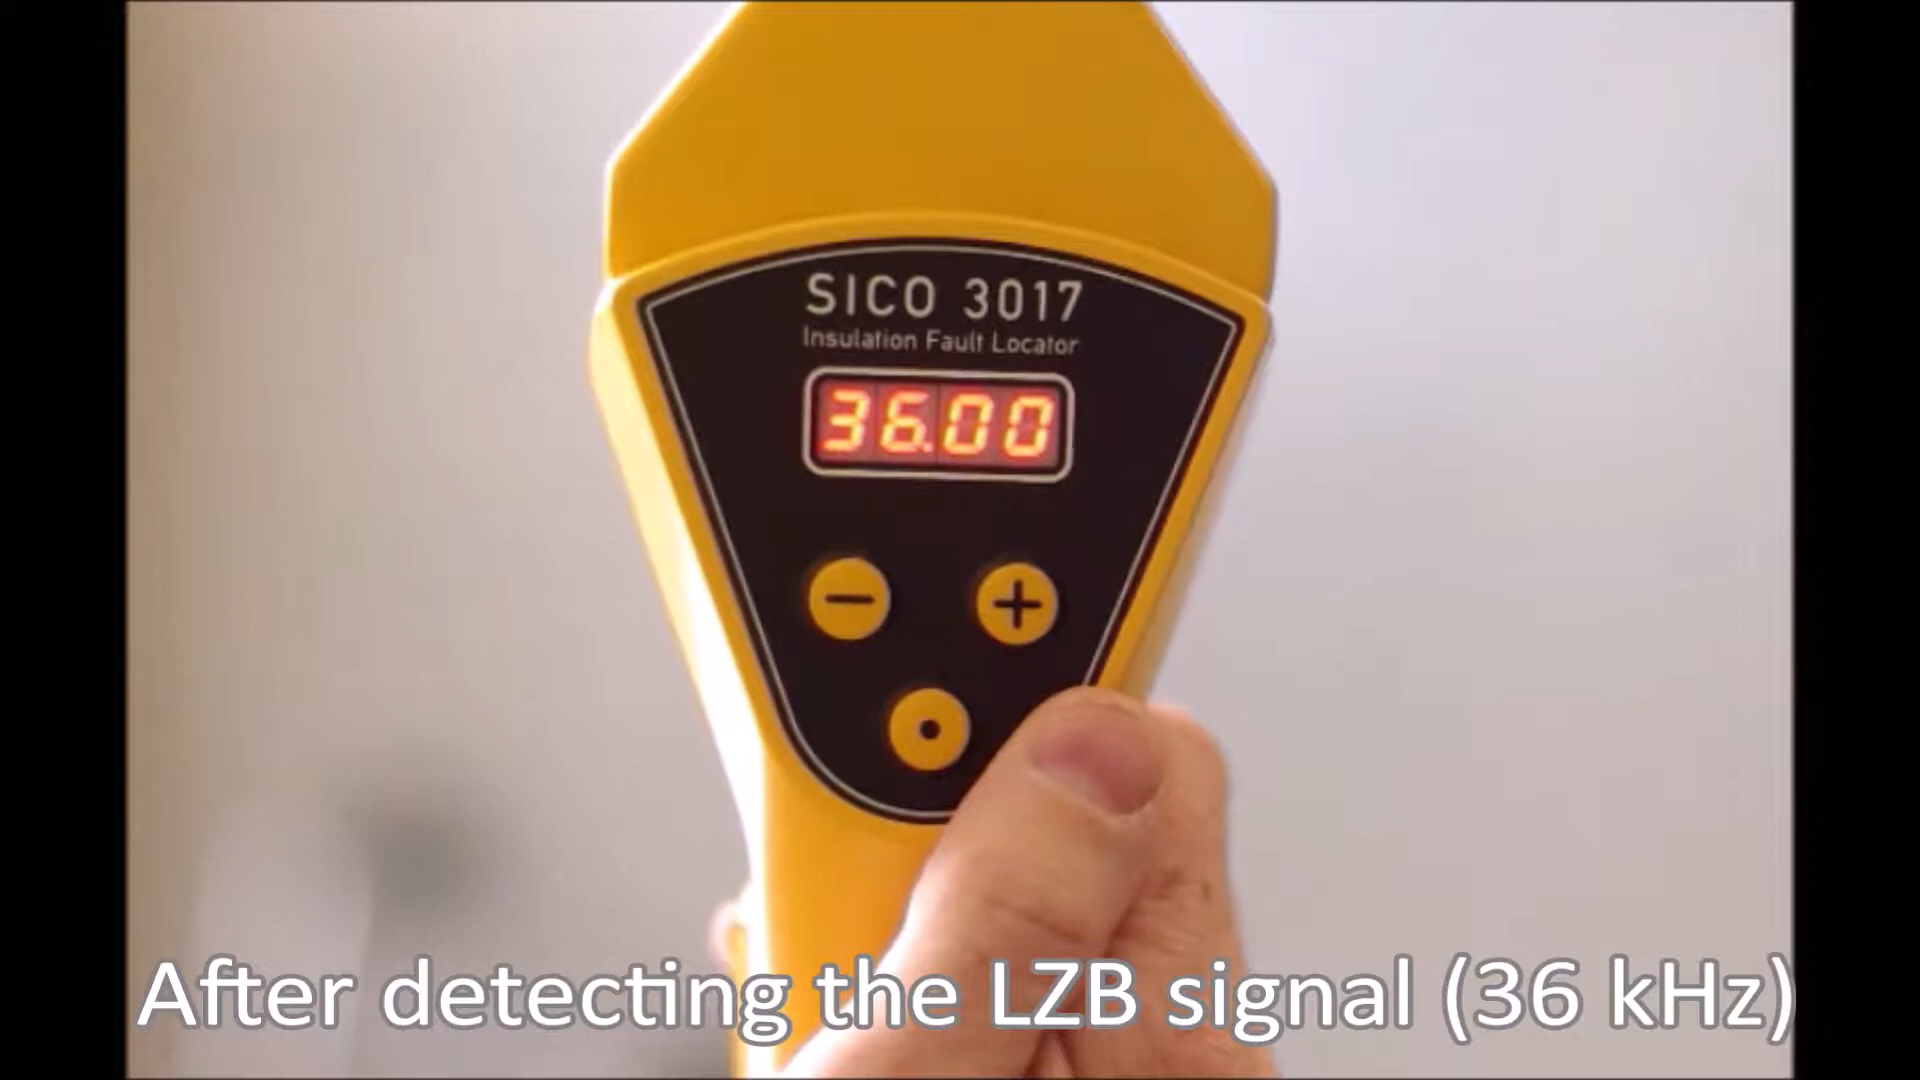 SICO 3017
Insulation Fault Locator
36.00
After detecting the LZB signal (36 kHz)